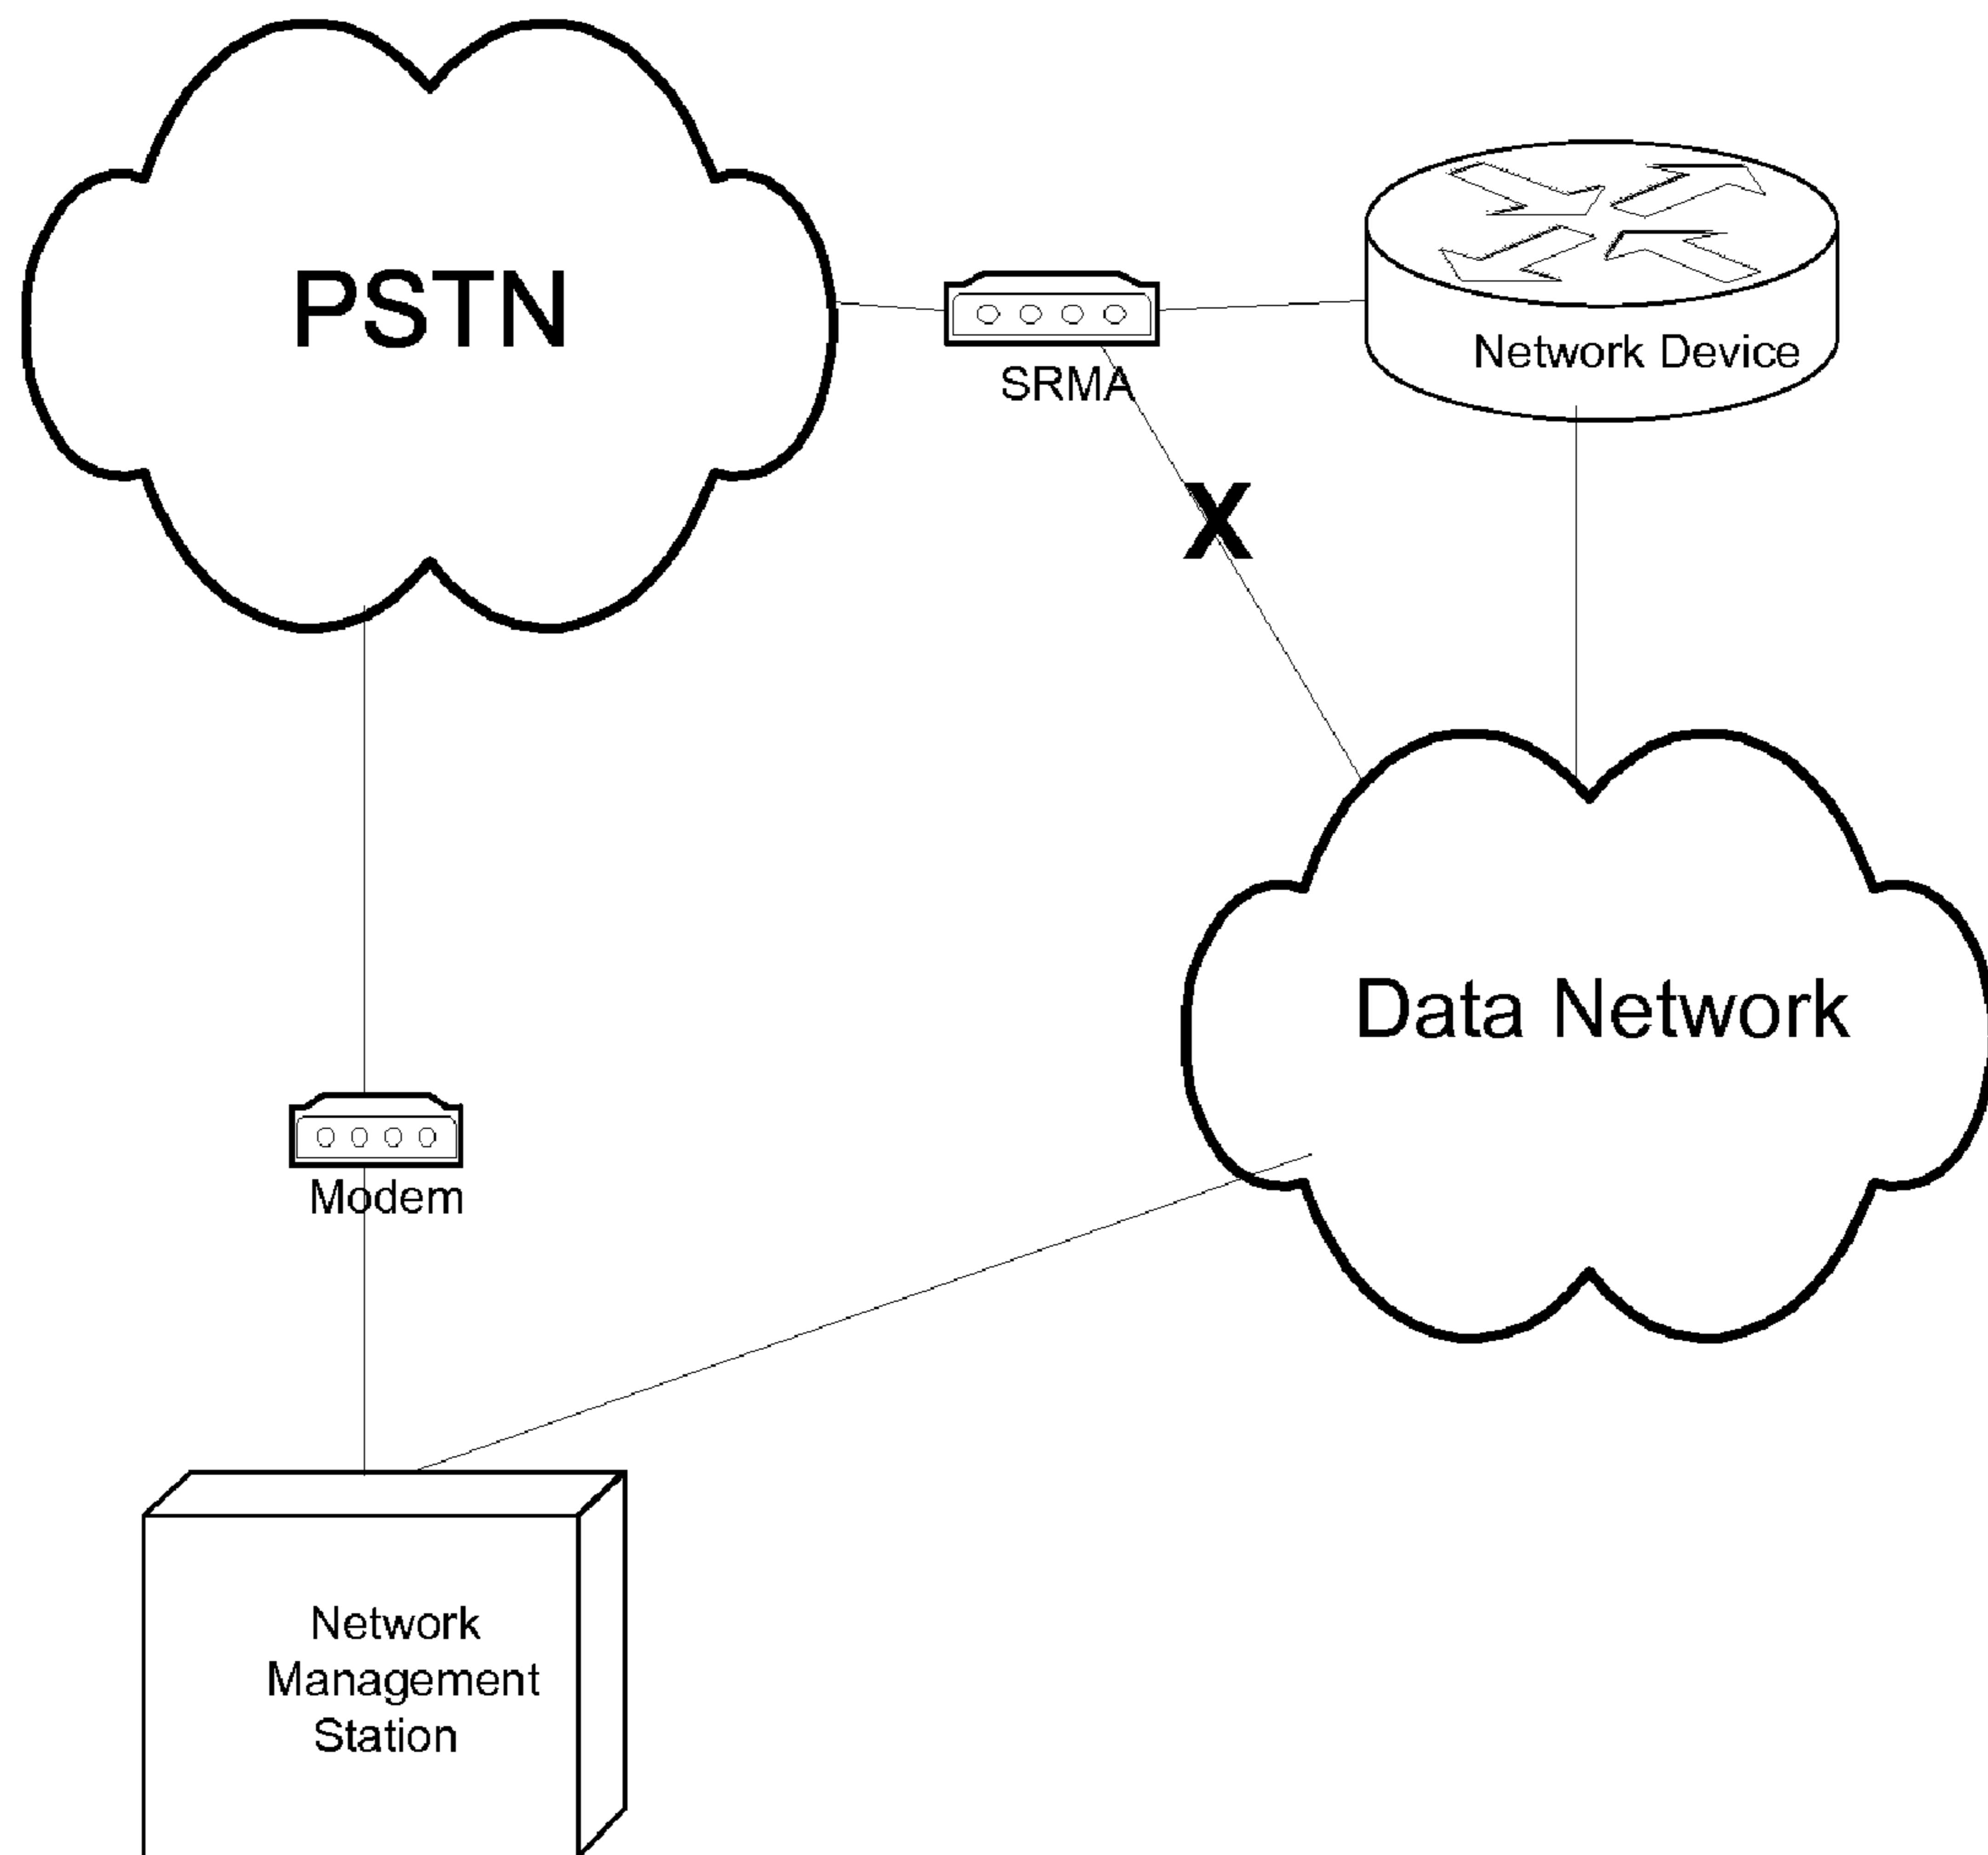 PSTN
Network Device
SRMA
X
Data Network
Modem
Network
Management
Station